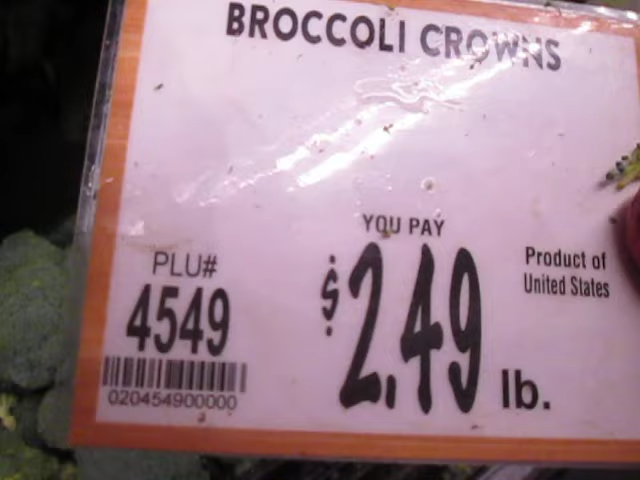 BROCCOLI CROWNS
YOU PAY
$2.49 lb.
Product of
United States
PLU#
4549
020454900000